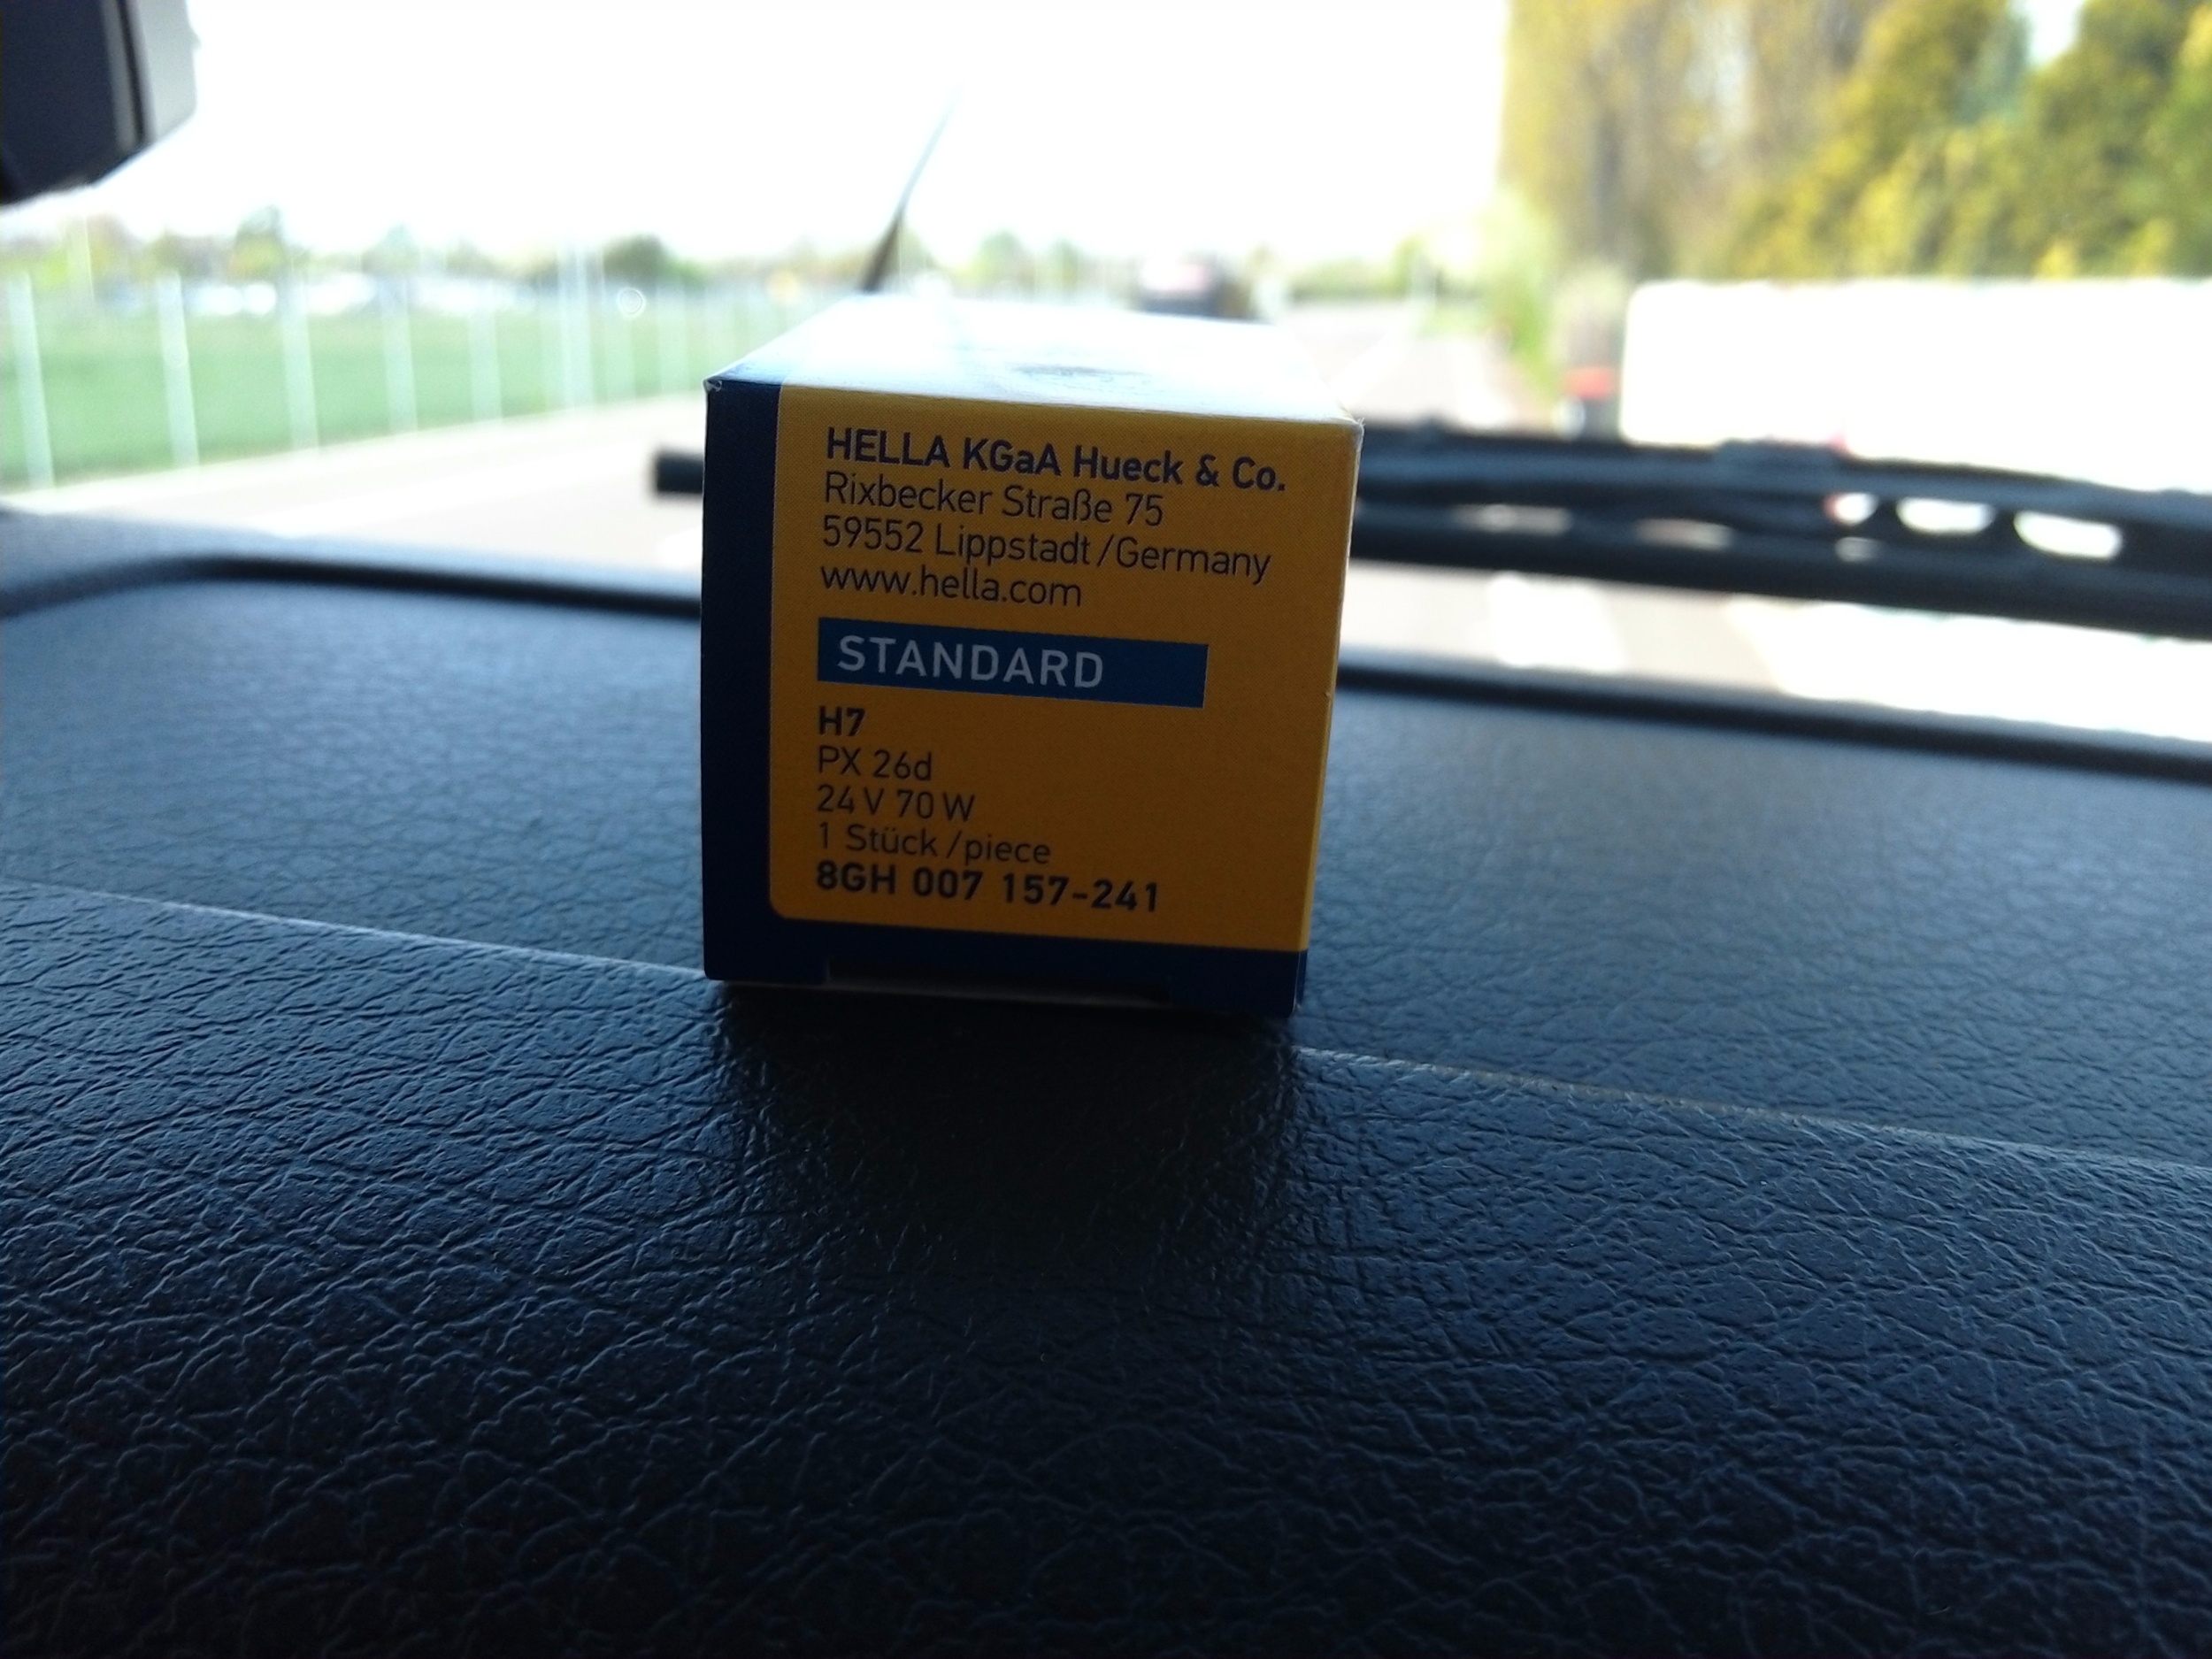 HELLA KGaA Hueck & Co.
Rixbecker Straße 75
59552 Lippstadt /Germany
www.hella.com
STANDARD
H7
PX 26d
24 V 70 W
1 Stück /piece
8GH 007 157-241